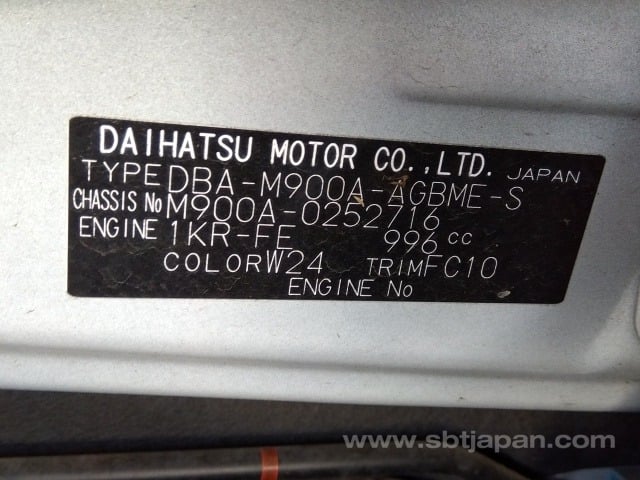 DAIHATSU MOTOR CO.,LTD. JAPAN
TYPE DBA-M900A-AGBME-S
CHASSIS No M900A-0252716
ENGINE 1KR-FE 996 cc
COLOR W24 TRIM FC10
ENGINE No
www.sbtjapan.com